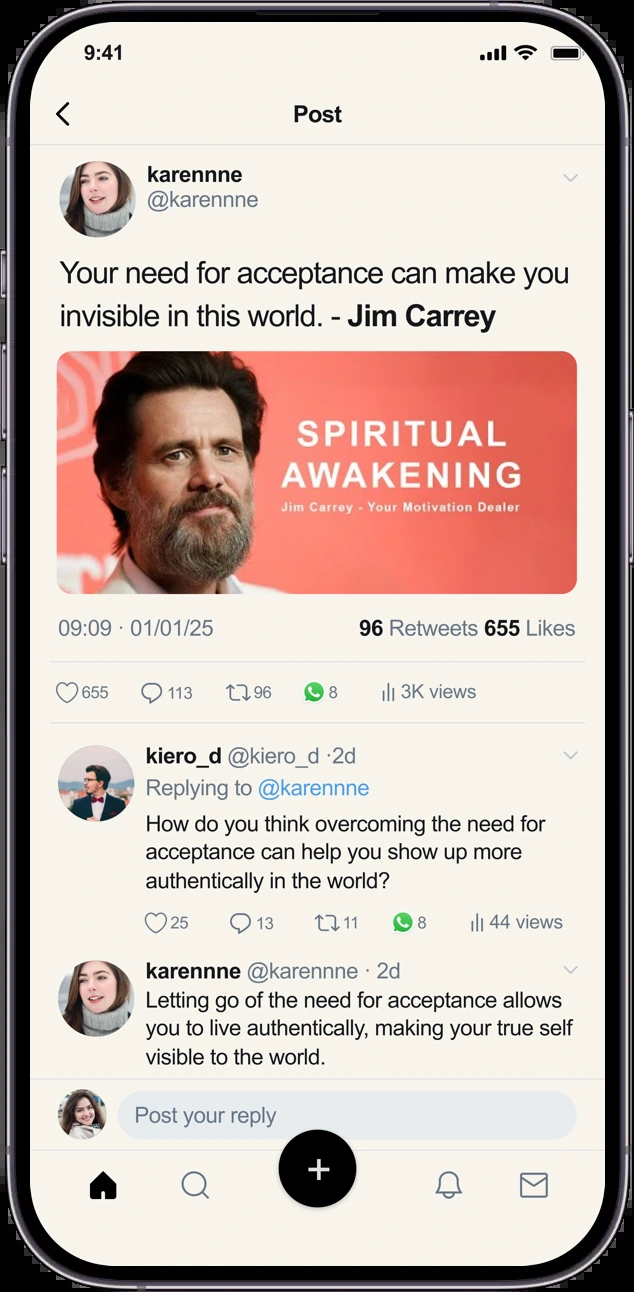 9:41
Post
karennne
@karennne
Your need for acceptance can make you
invisible in this world. - Jim Carrey
SPIRITUAL
AWAKENING
Jim Carrey - Your Motivation Dealer
09:09 · 01/01/25 96 Retweets 655 Likes
655 113 96 8 3K views
kiero_d @kiero_d ·2d
Replying to @karennne
How do you think overcoming the need for
acceptance can help you show up more
authentically in the world?
25 13 11 8 44 views
karennne @karennne · 2d
Letting go of the need for acceptance allows
you to live authentically, making your true self
visible to the world.
Post your reply